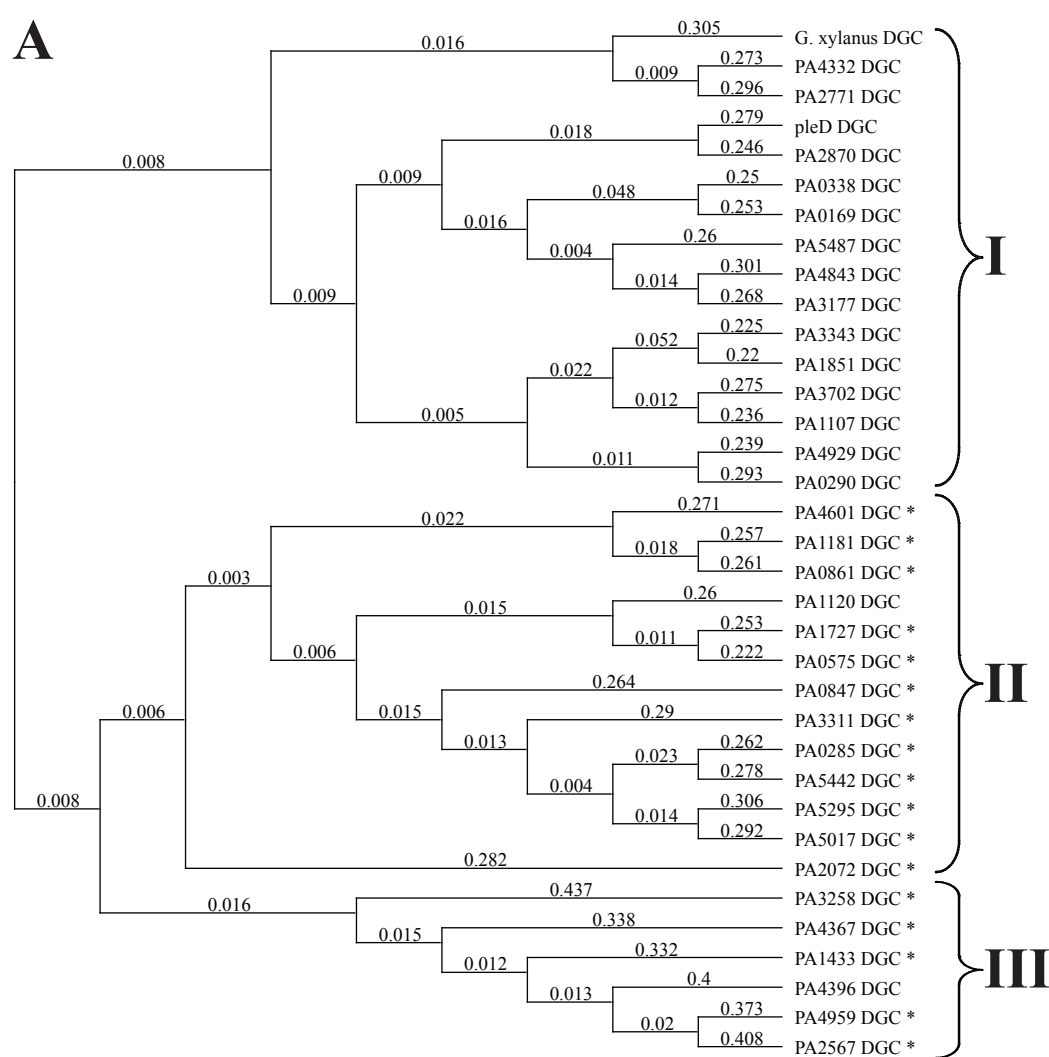 A
0.305
G. xylanus DGC
0.016
0.273
PA4332 DGC
0.009
0.296
PA2771 DGC
0.279
pleD DGC
0.018
0.246
PA2870 DGC
0.008
0.009
0.25
PA0338 DGC
0.048
0.253
PA0169 DGC
0.016
0.26
PA5487 DGC
0.004
0.301
PA4843 DGC
0.014
0.268
PA3177 DGC
I
0.009
0.225
PA3343 DGC
0.052
0.22
PA1851 DGC
0.022
0.275
PA3702 DGC
0.012
0.236
PA1107 DGC
0.005
0.239
PA4929 DGC
0.011
0.293
PA0290 DGC
0.271
PA4601 DGC *
0.022
0.257
PA1181 DGC *
0.018
0.261
PA0861 DGC *
0.003
0.26
PA1120 DGC
0.015
0.253
PA1727 DGC *
0.011
0.222
PA0575 DGC *
0.006
0.264
PA0847 DGC *
II
0.006
0.015
0.29
PA3311 DGC *
0.013
0.262
PA0285 DGC *
0.023
0.278
PA5442 DGC *
0.004
0.306
PA5295 DGC *
0.014
0.292
PA5017 DGC *
0.008
0.282
PA2072 DGC *
0.437
PA3258 DGC *
0.016
0.338
PA4367 DGC *
0.015
0.332
PA1433 DGC *
0.012
0.4
PA4396 DGC
III
0.013
0.373
PA4959 DGC *
0.02
0.408
PA2567 DGC *